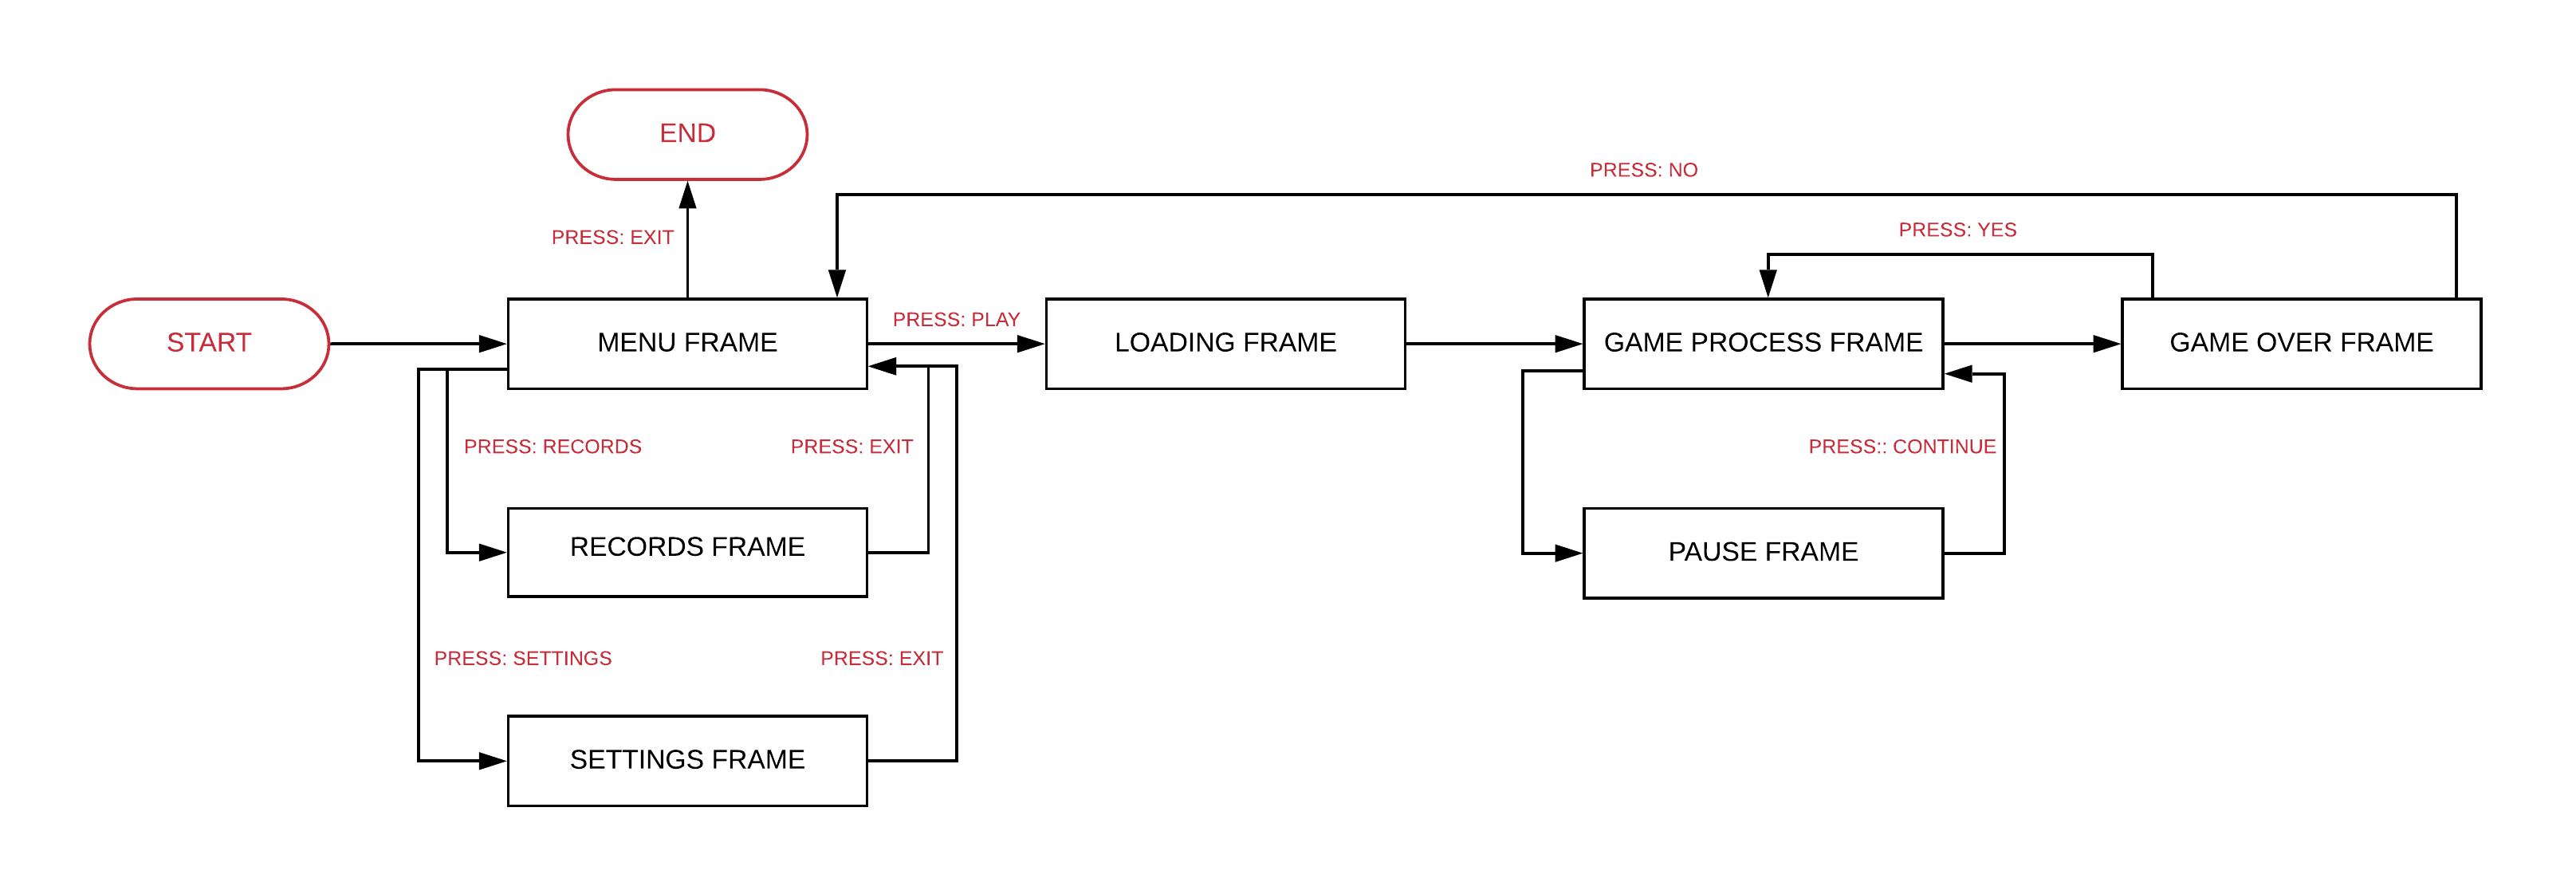 END
PRESS: NO
PRESS: YES
PRESS: EXIT
PRESS: PLAY
START
MENU FRAME
LOADING FRAME
GAME PROCESS FRAME
GAME OVER FRAME
PRESS: RECORDS
PRESS: EXIT
PRESS:: CONTINUE
RECORDS FRAME
PAUSE FRAME
PRESS: SETTINGS
PRESS: EXIT
SETTINGS FRAME